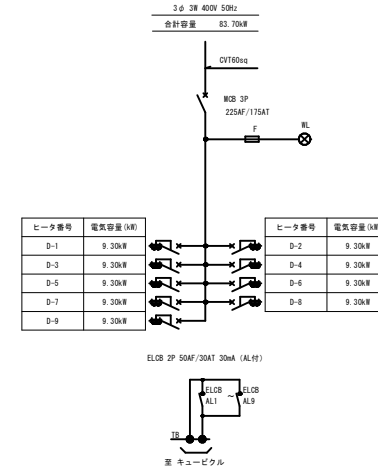 3φ 3W 400V 50Hz
合計容量 83.70kW
CVT60sq
MCB 3P
225AF/175AT
F
WL
ヒータ番号 電気容量(kW)
D-1 9.30kW
D-3 9.30kW
D-5 9.30kW
D-7 9.30kW
D-9 9.30kW
ヒータ番号 電気容量(kW
D-2 9.30kW
D-4 9.30kW
D-6 9.30kW
D-8 9.30kW
ELCB 2P 50AF/30AT 30mA (AL付)
ELCB ELCB
AL1 ~ AL9
TB
至 キュービクル